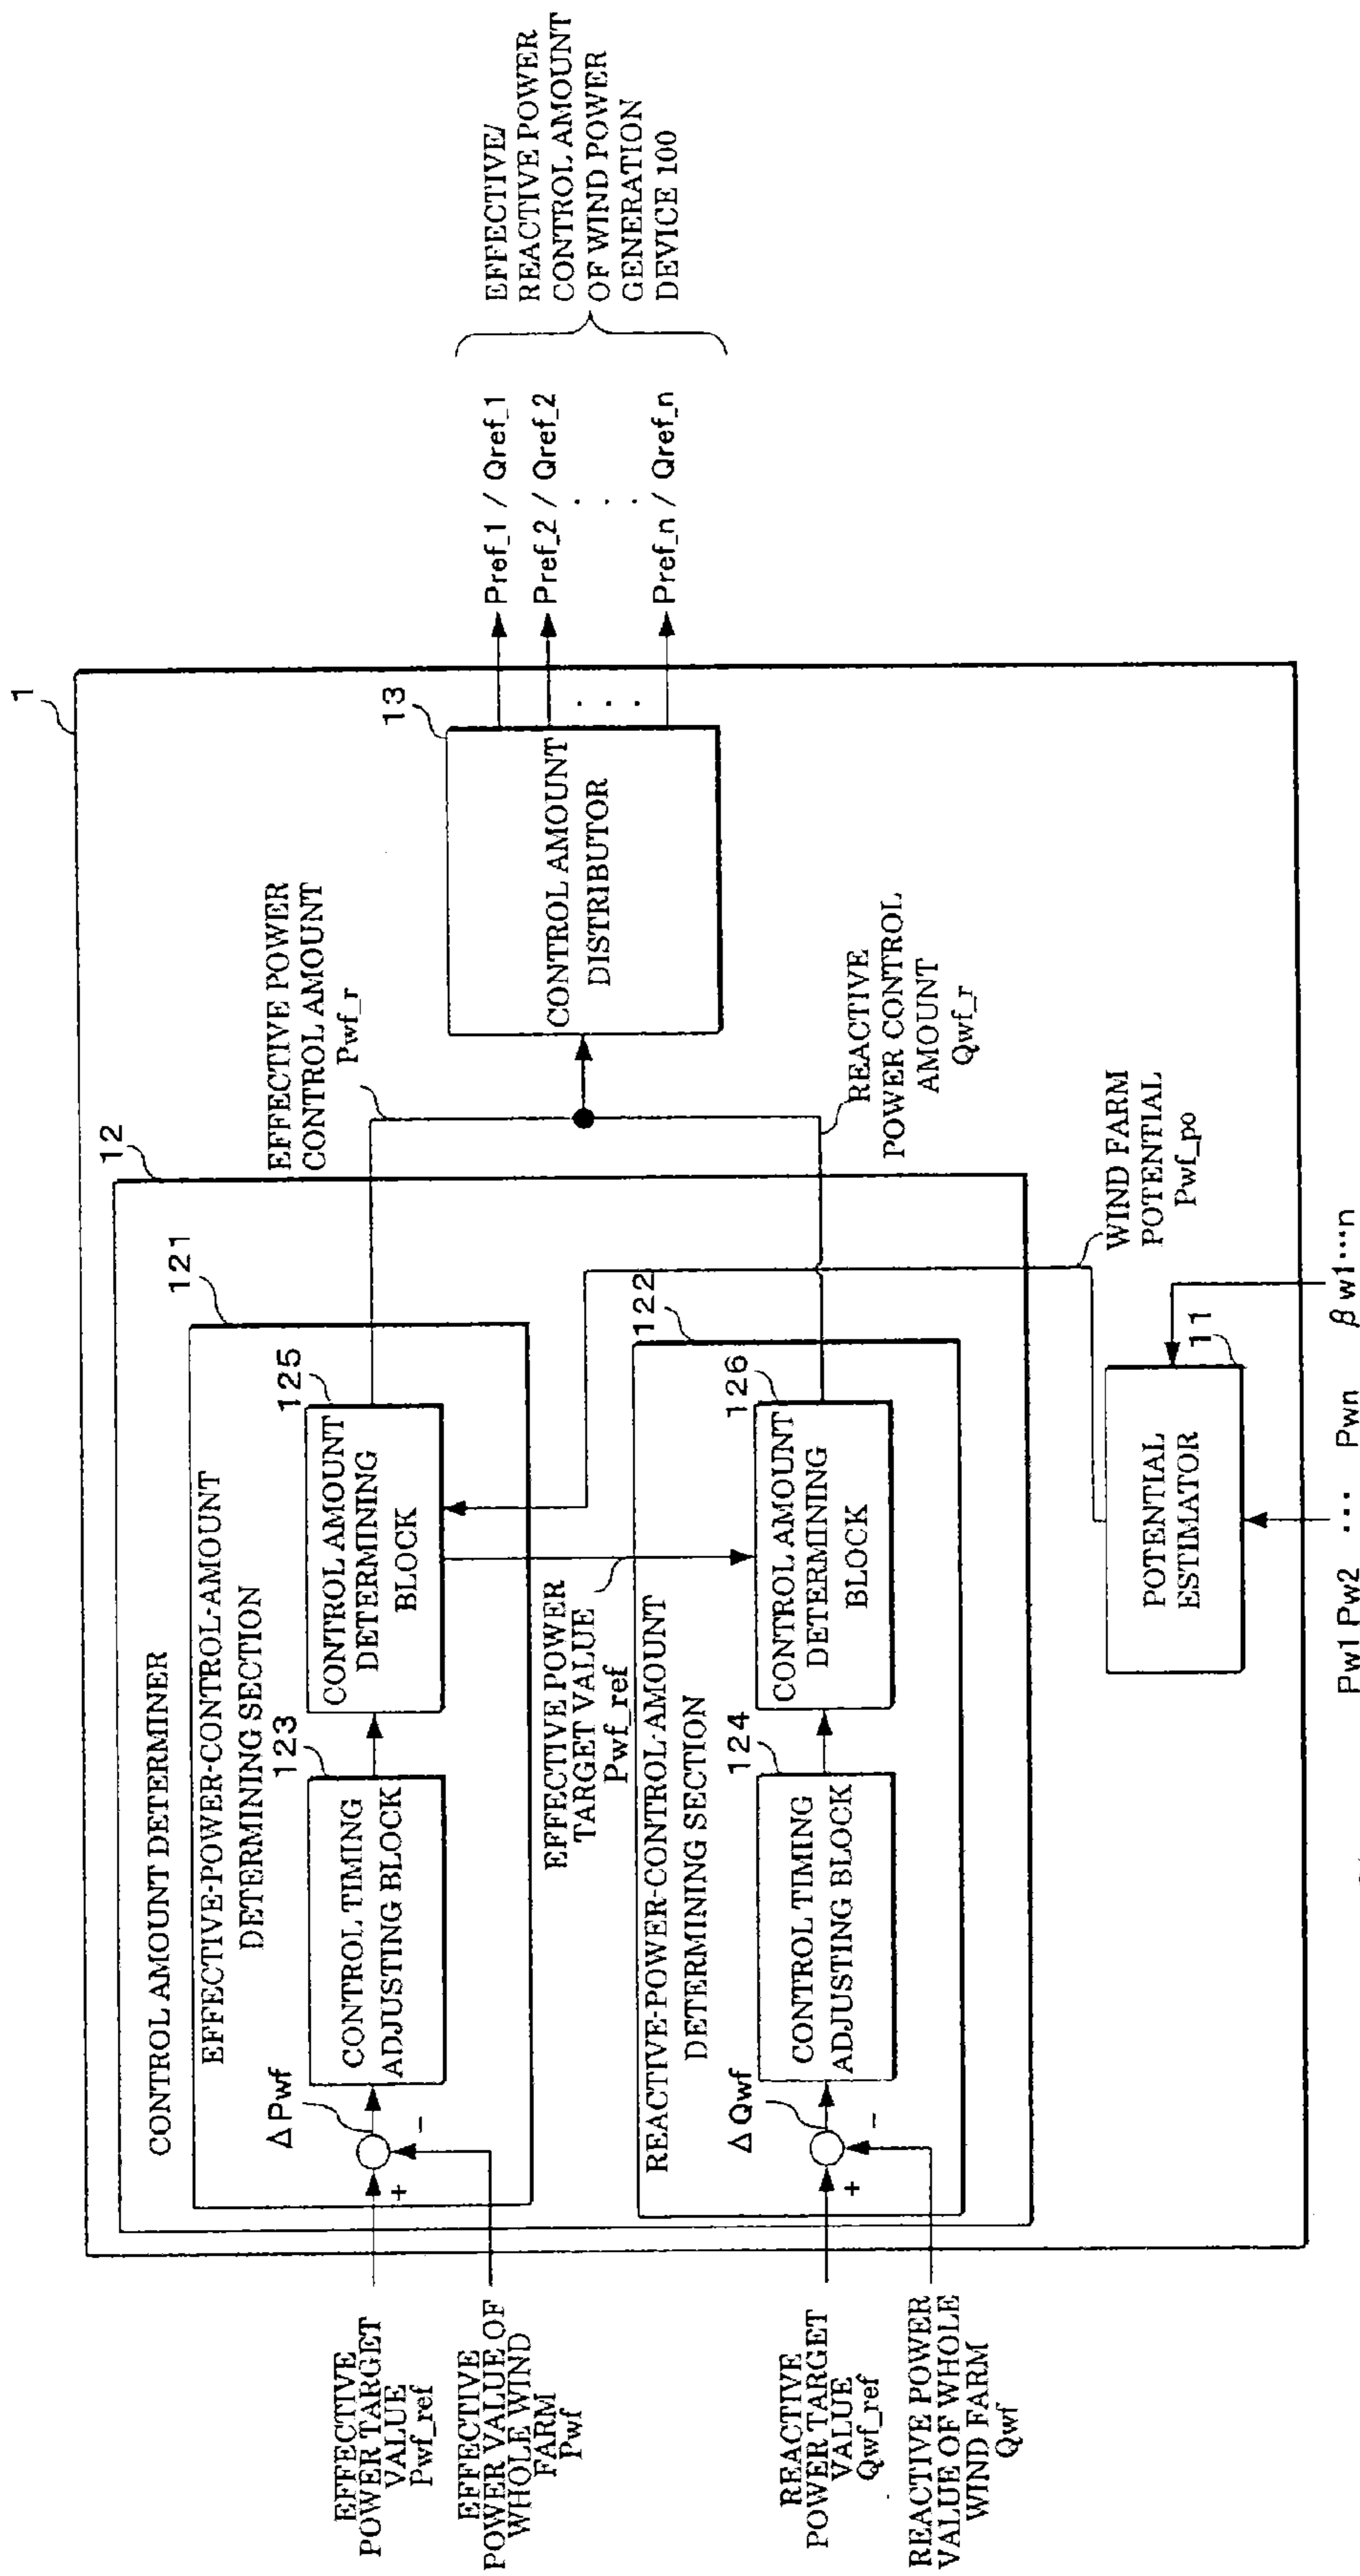 1
12
CONTROL AMOUNT DETERMINER
121
EFFECTIVE-POWER-CONTROL-AMOUNT
DETERMINING SECTION
EFFECTIVE
POWER TARGET
VALUE
Pwf_ref
+
-
ΔPwf
123
CONTROL TIMING
ADJUSTING BLOCK
125
CONTROL AMOUNT
DETERMINING
BLOCK
EFFECTIVE POWER
CONTROL AMOUNT
Pwf_r
EFFECTIVE
POWER VALUE OF
WHOLE WIND
FARM
Pwf
EFFECTIVE POWER
TARGET VALUE
Pwf_ref
122
REACTIVE-POWER-CONTROL-AMOUNT
DETERMINING SECTION
REACTIVE
POWER TARGET
VALUE
Qwf_ref
+
-
ΔQwf
124
CONTROL TIMING
ADJUSTING BLOCK
126
CONTROL AMOUNT
DETERMINING
BLOCK
REACTIVE
POWER CONTROL
AMOUNT
Qwf_r
REACTIVE POWER
VALUE OF WHOLE
WIND FARM
Qwf
13
CONTROL AMOUNT
DISTRIBUTOR
Pref_1 / Qref_1
Pref_2 / Qref_2
Pref_n / Qref_n
EFFECTIVE/
REACTIVE POWER
CONTROL AMOUNT
OF WIND POWER
GENERATION
DEVICE 100
WIND FARM
POTENTIAL
Pwf_po
11
POTENTIAL
ESTIMATOR
Pw1 Pw2 ... Pwn βw1…n